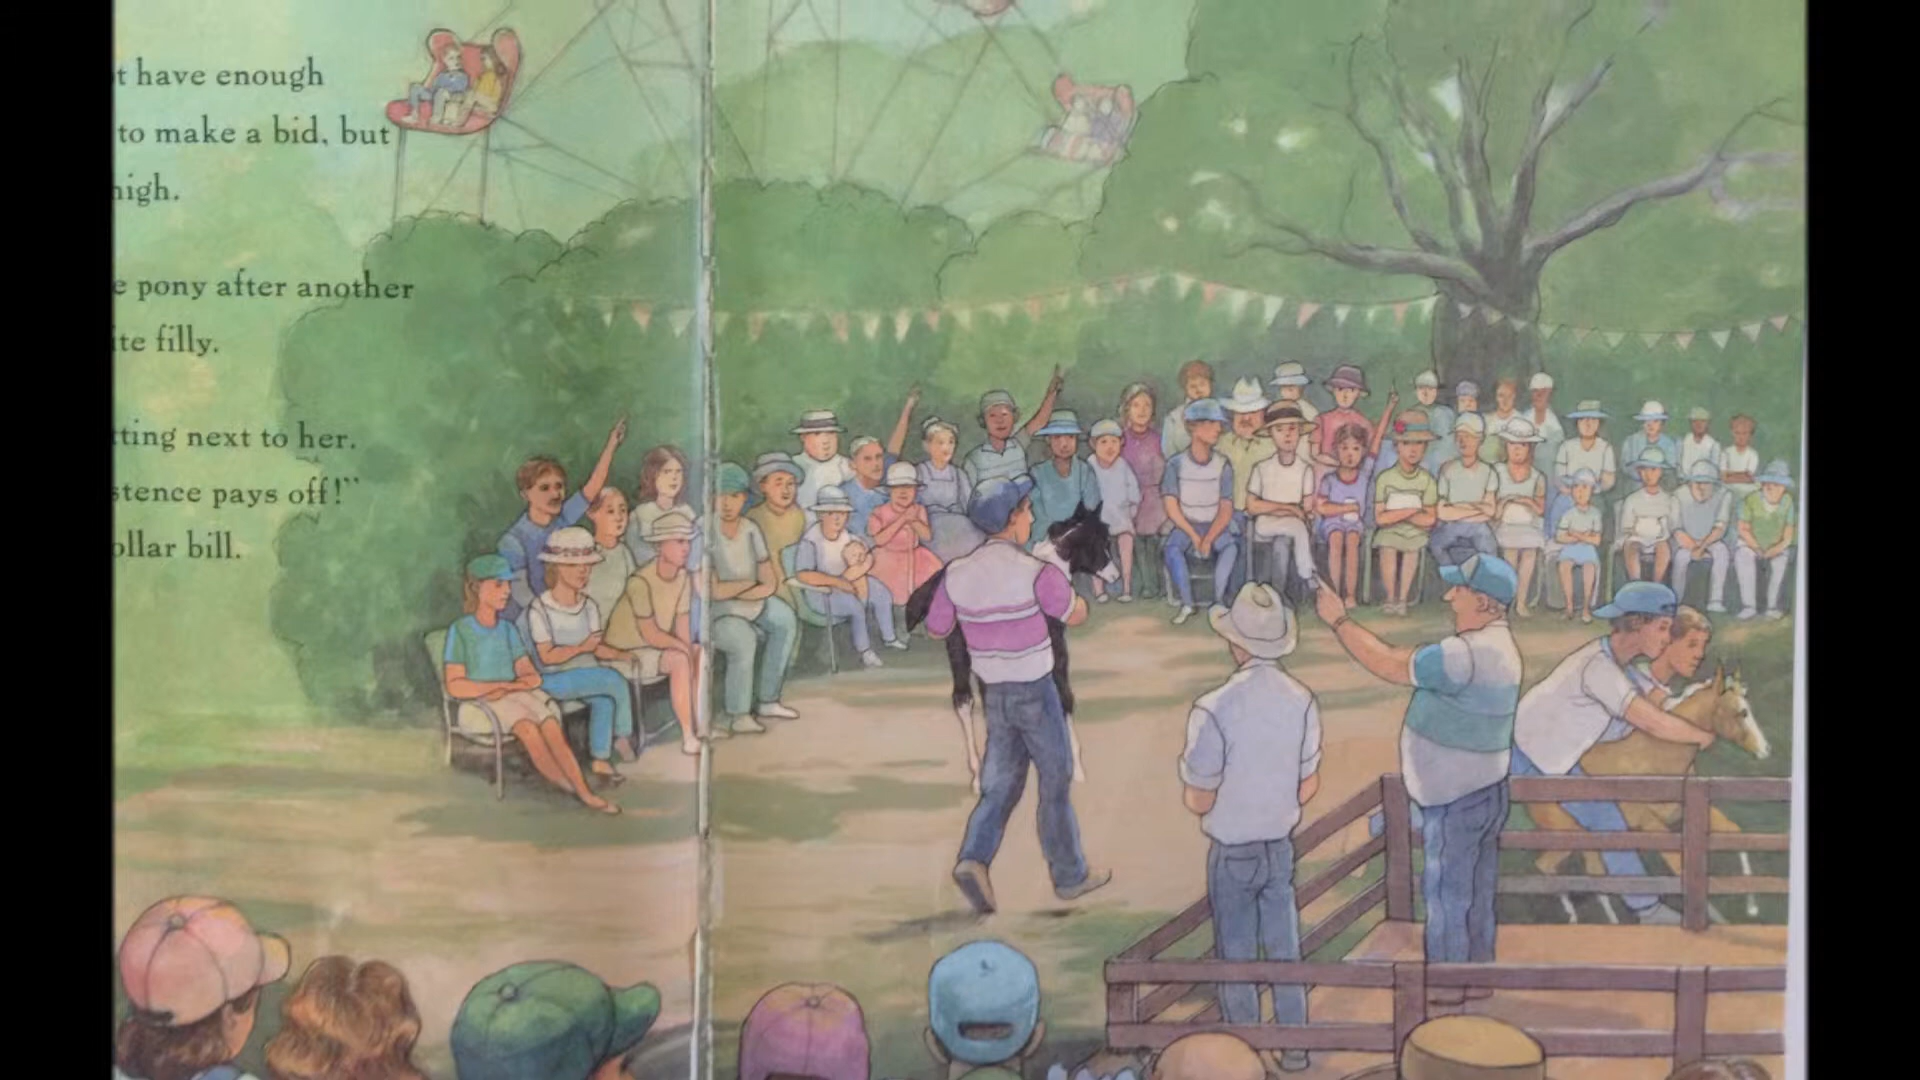 t have enough
to make a bid, but
high.
e pony after another
ite filly.
tting next to her.
stence pays off!"
ollar bill.